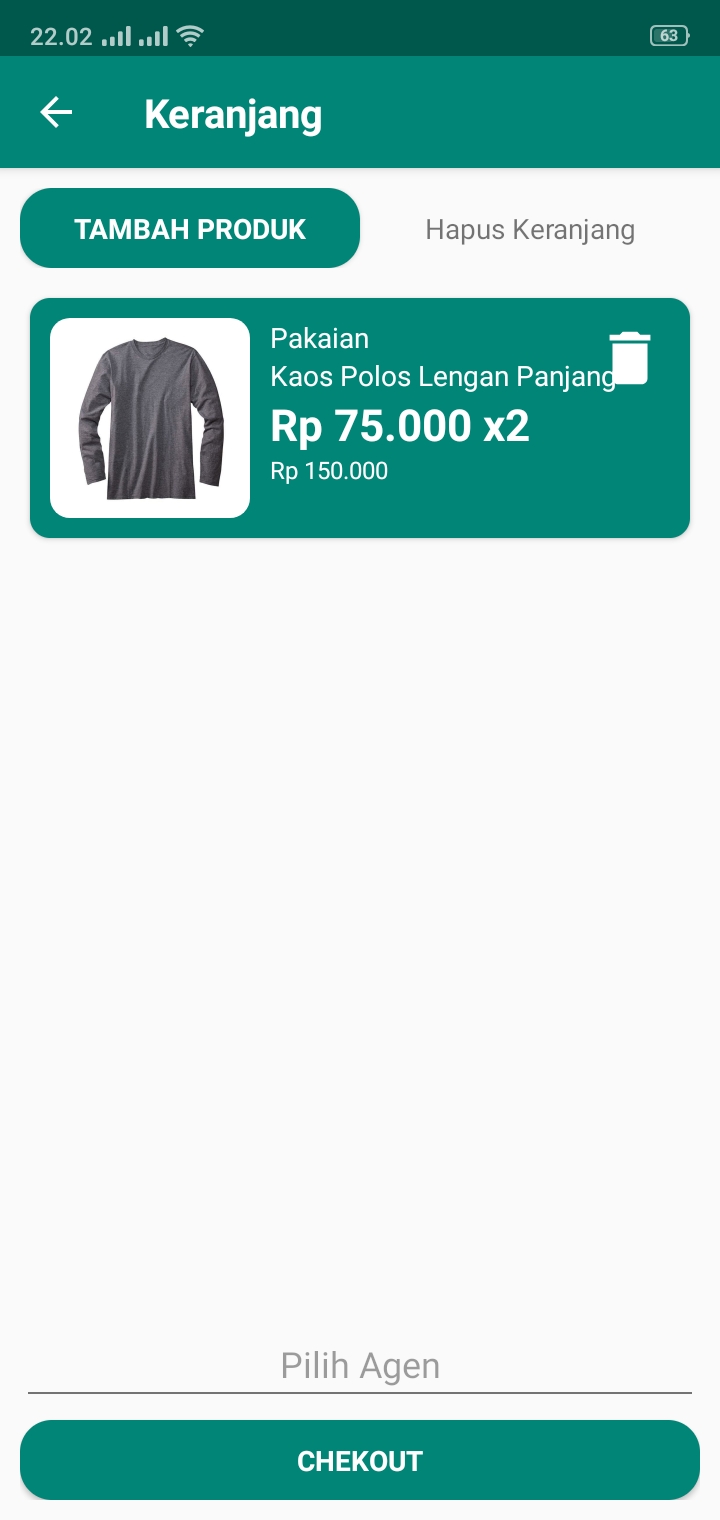 22.02
63
Keranjang
TAMBAH PRODUK
Hapus Keranjang
Pakaian
Kaos Polos Lengan Panjang
Rp 75.000 x2
Rp 150.000
Pilih Agen
CHEKOUT